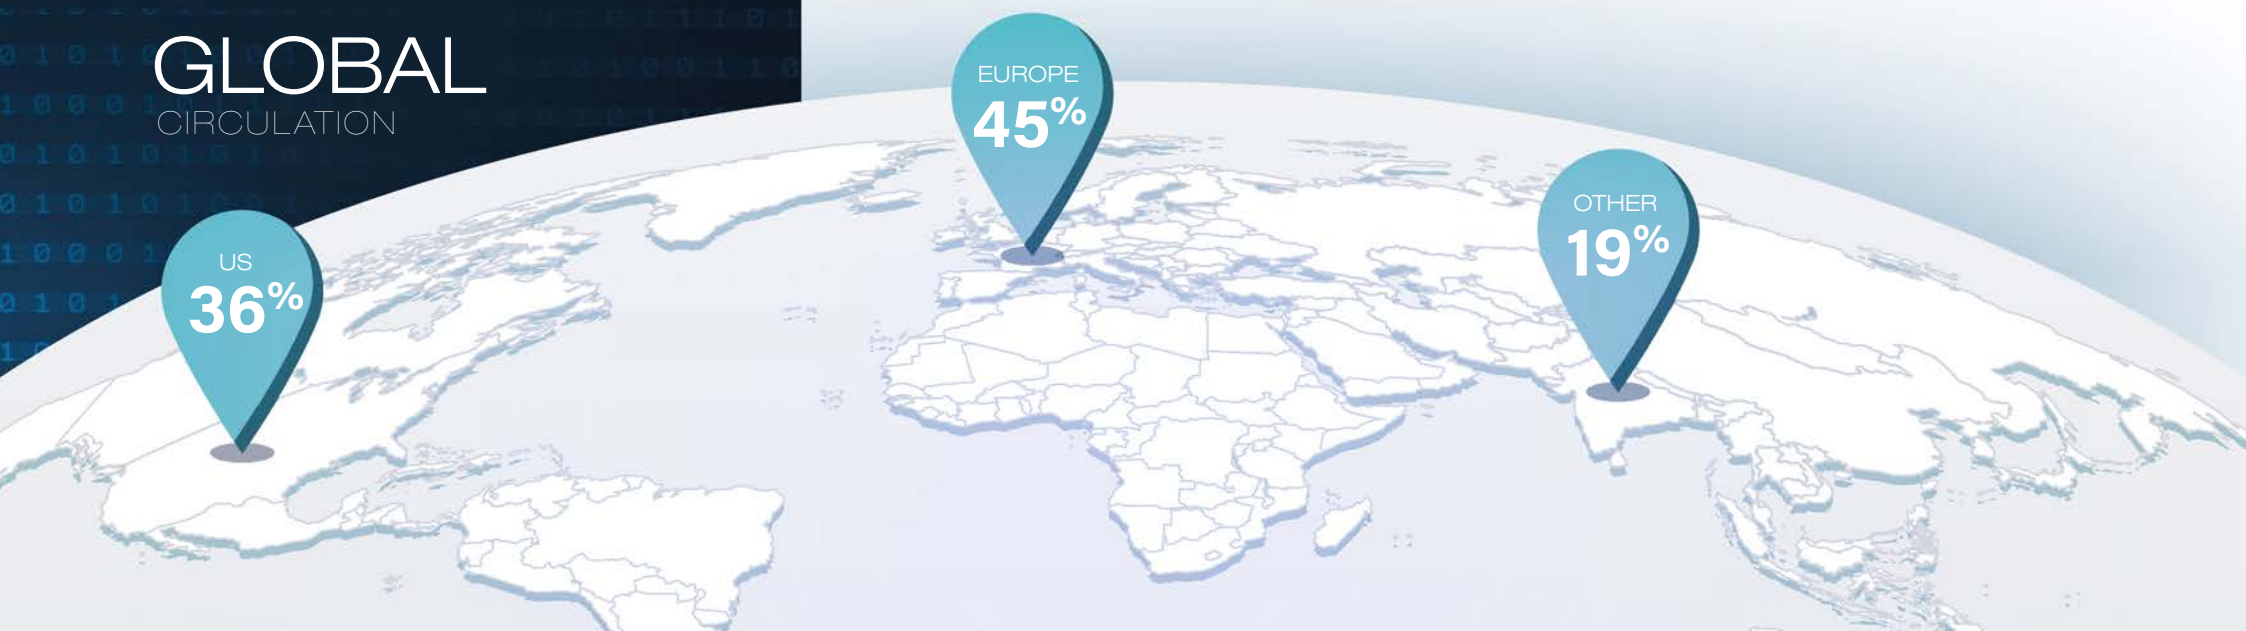 GLOBAL
CIRCULATION
EUROPE
45%
OTHER
19%
US
36%